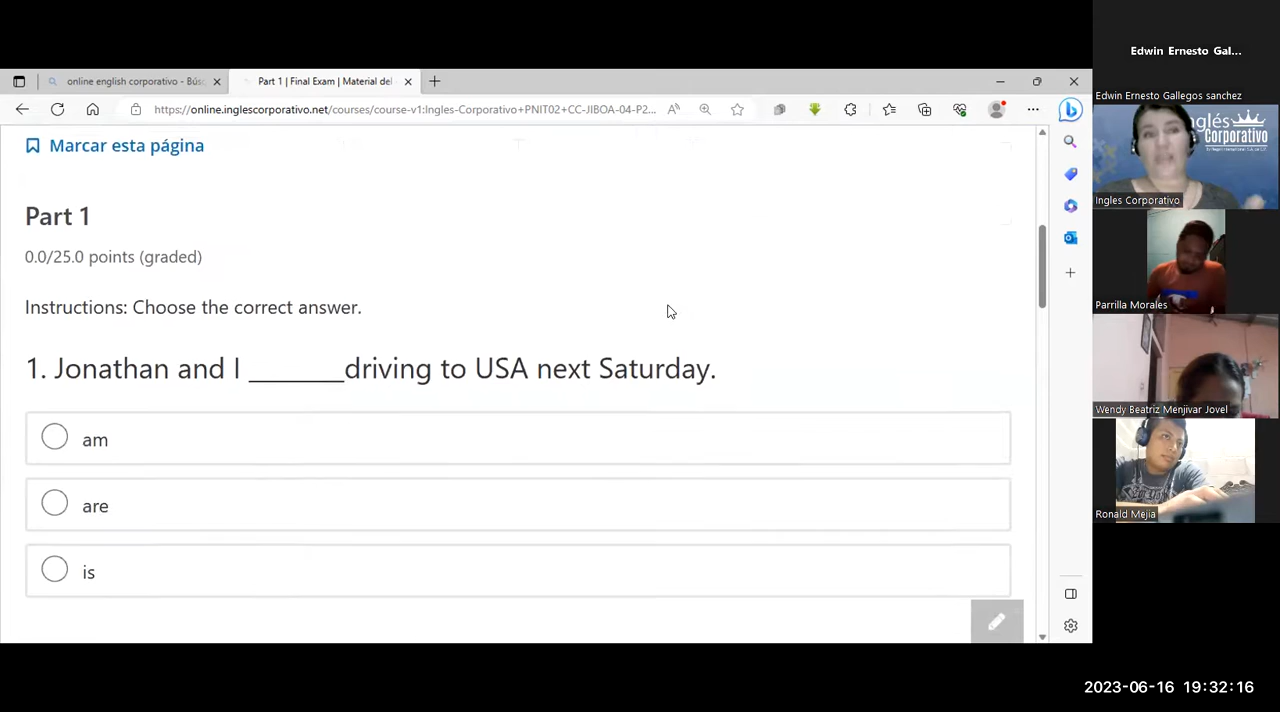 Edwin Ernesto Gal...
online english corporativo - Bús
Part 1 | Final Exam | Material del
https://online.inglescorporativo.net/courses/course-v1:Ingles-Corporativo+PNIT02+CC-JIBOA-04-P2...
Edwin Ernesto Gallegos sanchez
Inglés
Corporativo
Ingles Corporativo
Marcar esta página
Part 1
0.0/25.0 points (graded)
Parrilla Morales
Instructions: Choose the correct answer.
1. Jonathan and I _______driving to USA next Saturday.
Wendy Beatriz Menjivar Jovel
am
are
Ronald Mejia
is
2023-06-16 19:32:16